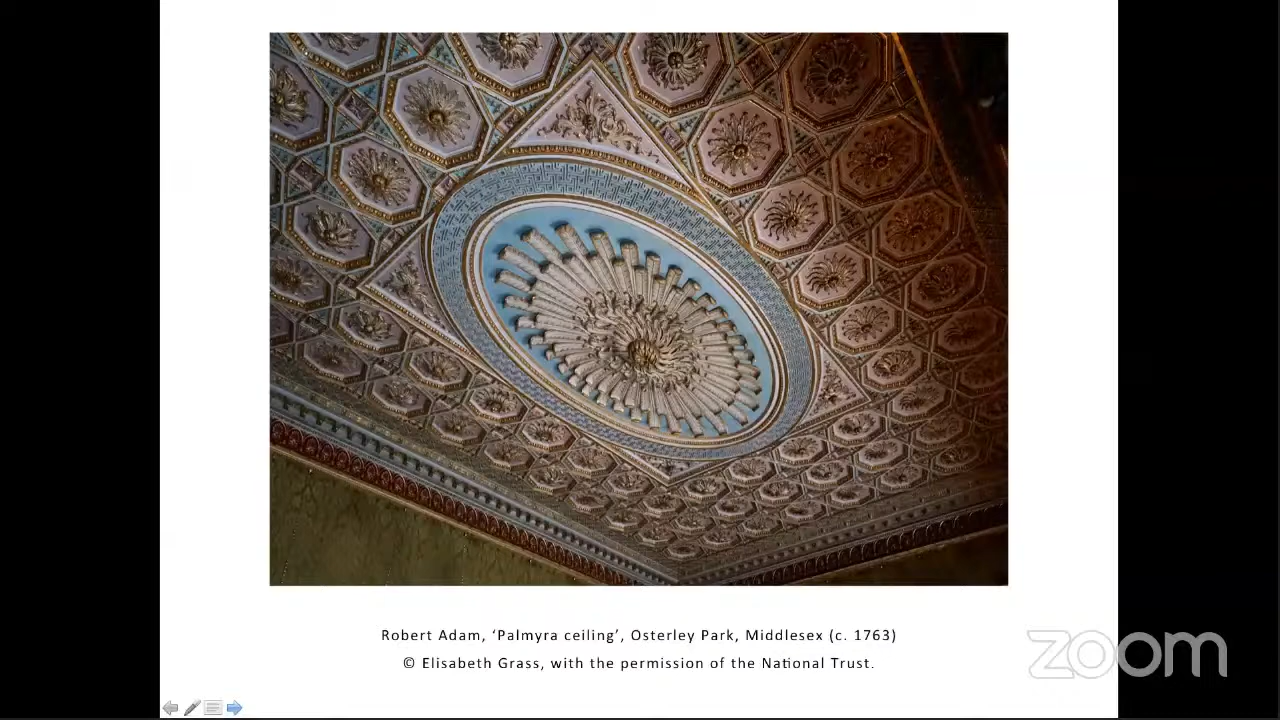 Robert Adam, ‘Palmyra ceiling’, Osterley Park, Middlesex (c. 1763)
© Elisabeth Grass, with the permission of the National Trust.
zoom